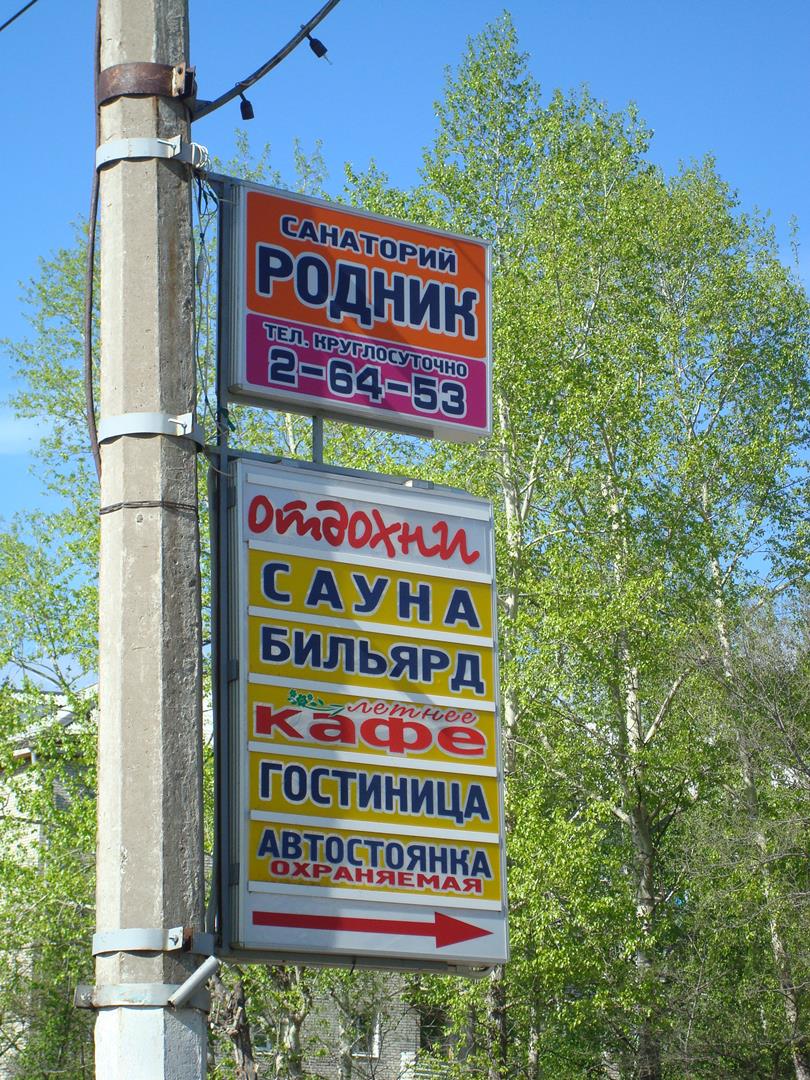 САНАТОРИЙ
РОДНИК
ТЕЛ. КРУГЛОСУТОЧНО
2-64-53
отдохни
САУНА
БИЛЬЯРД
летнее
кафе
ГОСТИНИЦА
АВТОСТОЯНКА
ОХРАНЯЕМАЯ